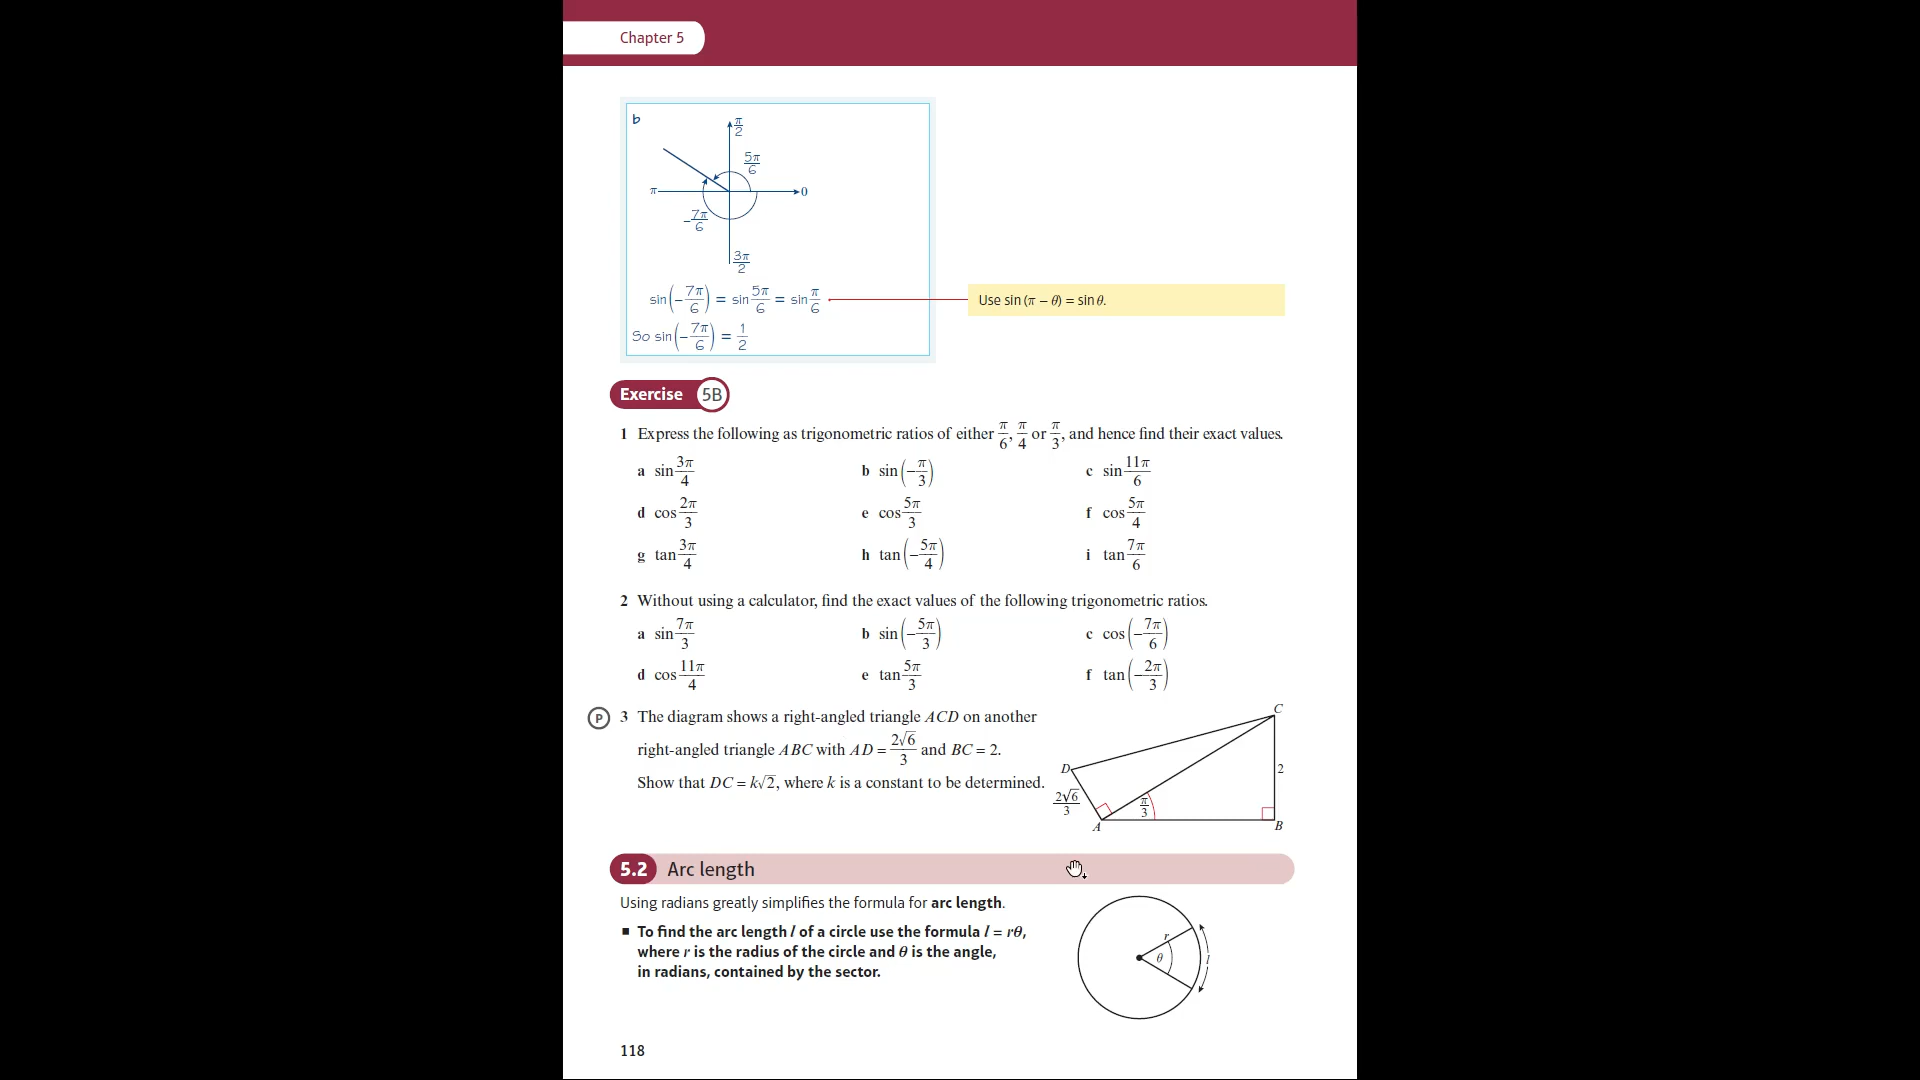 Chapter 5
b
π/2
5π/6
π
0
−7π/6
3π/2
sin(−7π/6) = sin 5π/6 = sin π/6
Use sin (π − θ) = sin θ.
So sin(−7π/6) = 1/2
Exercise 5B
1 Express the following as trigonometric ratios of either π/6, π/4 or π/3, and hence find their exact values.
a sin 3π/4 b sin(−π/3) c sin 11π/6
d cos 2π/3 e cos 5π/3 f cos 5π/4
g tan 3π/4 h tan(−5π/4) i tan 7π/6
2 Without using a calculator, find the exact values of the following trigonometric ratios.
a sin 7π/3 b sin(−5π/3) c cos(−7π/6)
d cos 11π/4 e tan 5π/3 f tan(−2π/3)
P 3 The diagram shows a right-angled triangle ACD on another
right-angled triangle ABC with AD = 2√6/3 and BC = 2.
Show that DC = k√2, where k is a constant to be determined.
C
D
2
2√6/3
π/3
A
B
5.2 Arc length
Using radians greatly simplifies the formula for arc length.
■ To find the arc length l of a circle use the formula l = rθ,
where r is the radius of the circle and θ is the angle,
in radians, contained by the sector.
r
θ
l
118